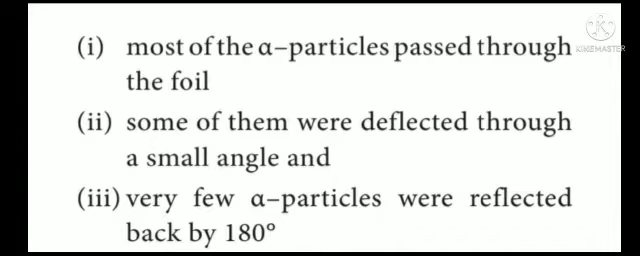 (i) most of the α–particles passed through
the foil
(ii) some of them were deflected through
a small angle and
(iii) very few α–particles were reflected
back by 180°
KINEMASTER